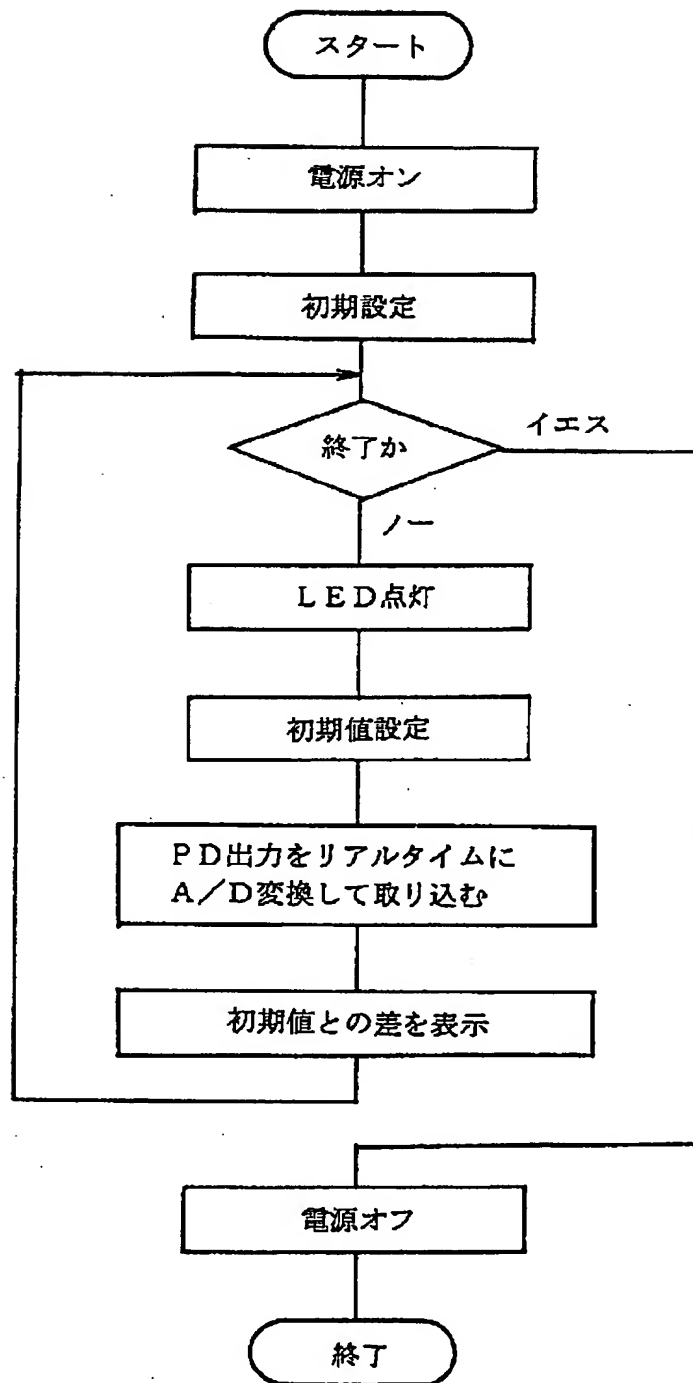 スタート
電源オン
初期設定
終了か
イエス
ノー
LED点灯
初期値設定
PD出力をリアルタイムに
A/D変換して取り込む
初期値との差を表示
電源オフ
終了